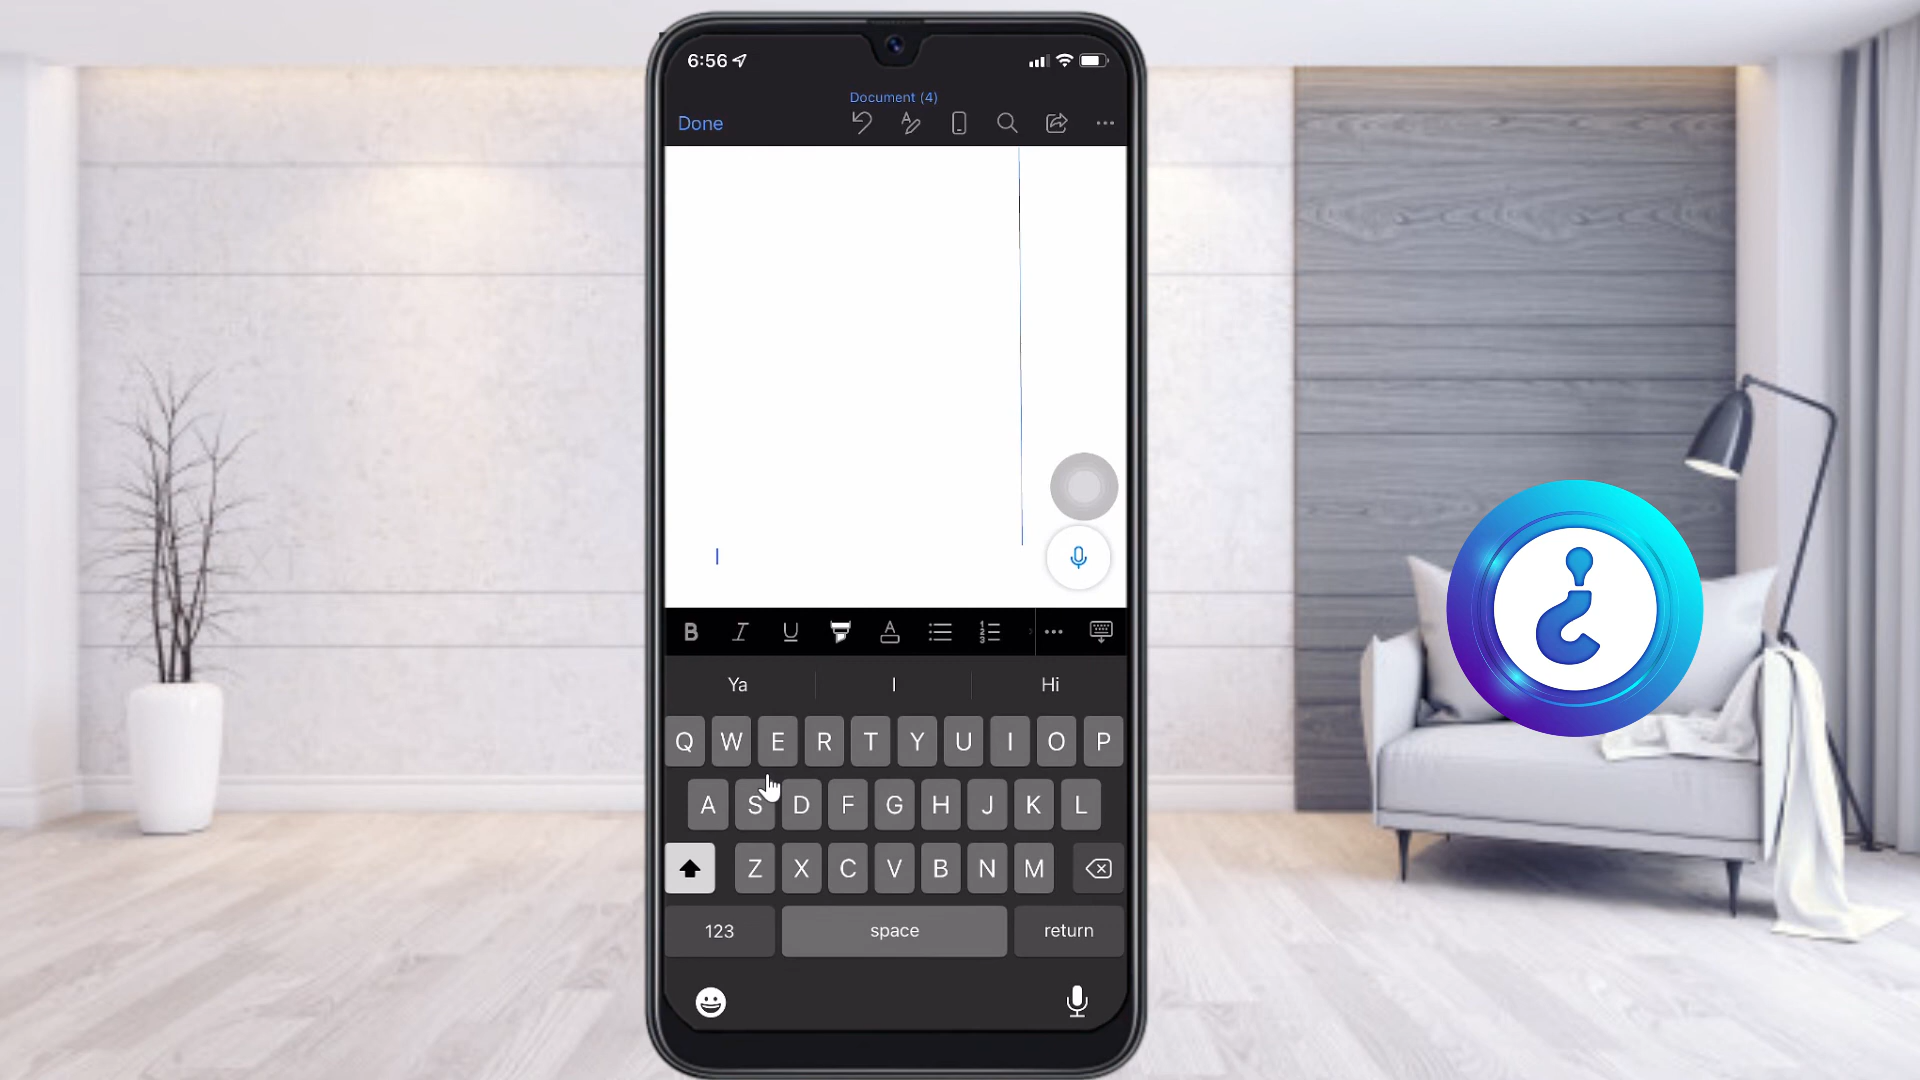 6:56
Document (4)
Done
B I U A
Ya I Hi
Q W E R T Y U I O P
A S D F G H J K L
Z X C V B N M
123 space return